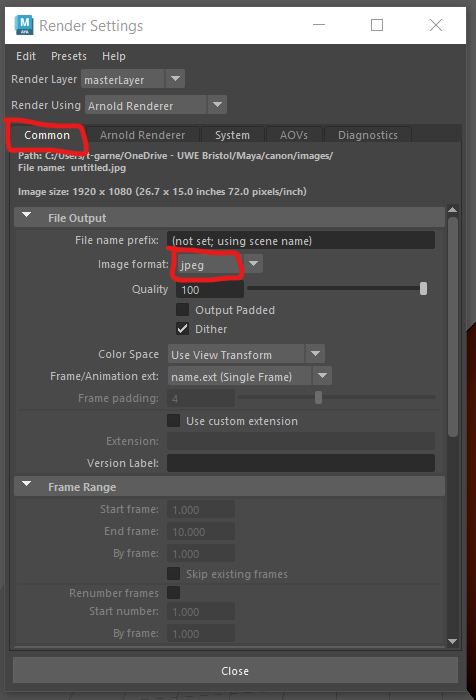 M
AYA
Render Settings
Edit Presets Help
Render Layer masterLayer
Render Using Arnold Renderer
Common Arnold Renderer System AOVs Diagnostics
Path: C:/Users/t-garne/OneDrive - UWE Bristol/Maya/canon/images/
File name: untitled.jpg
Image size: 1920 x 1080 (26.7 x 15.0 inches 72.0 pixels/inch)
File Output
File name prefix: (not set; using scene name)
Image format: jpeg
Quality 100
Output Padded
Dither
Color Space Use View Transform
Frame/Animation ext: name.ext (Single Frame)
Frame padding: 4
Use custom extension
Extension:
Version Label:
Frame Range
Start frame: 1.000
End frame: 10.000
By frame: 1.000
Skip existing frames
Renumber frames
Start number: 1.000
By frame: 1.000
Close